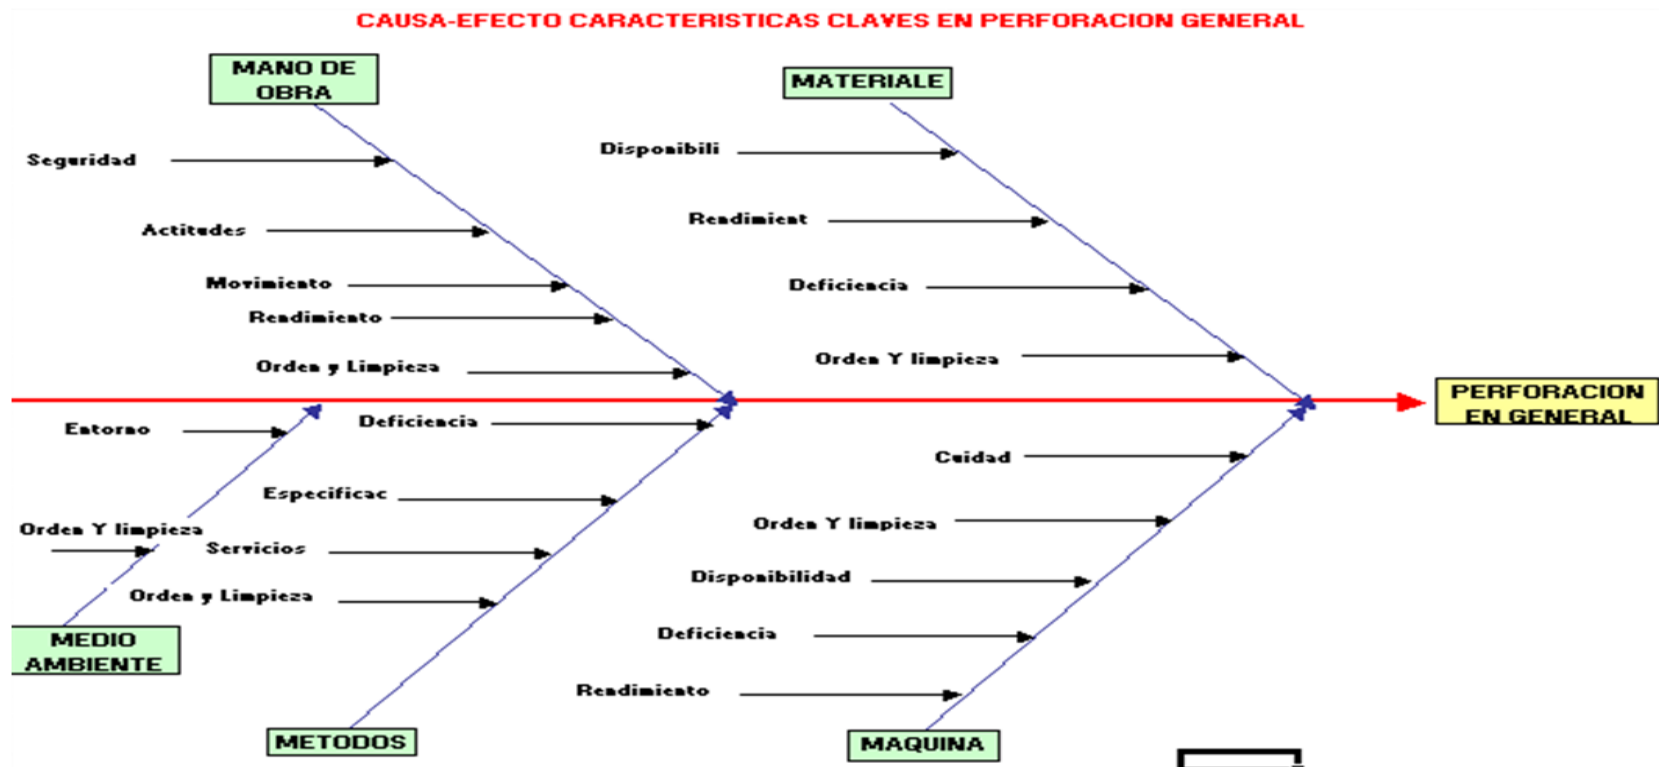 CAUSA-EFECTO CARACTERISTICAS CLAVES EN PERFORACION GENERAL
MANO DE
OBRA
Seguridad
Actitudes
Movimiento
Rendimiento
Orden y Limpieza
MATERIALE
Disponibili
Rendimient
Deficiencia
Orden Y limpieza
PERFORACION
EN GENERAL
Entorno
Orden Y limpieza
MEDIO
AMBIENTE
Deficiencia
Especificac
Servicios
Orden y Limpieza
METODOS
Cuidad
Orden Y limpieza
Disponibilidad
Deficiencia
Rendimiento
MAQUINA